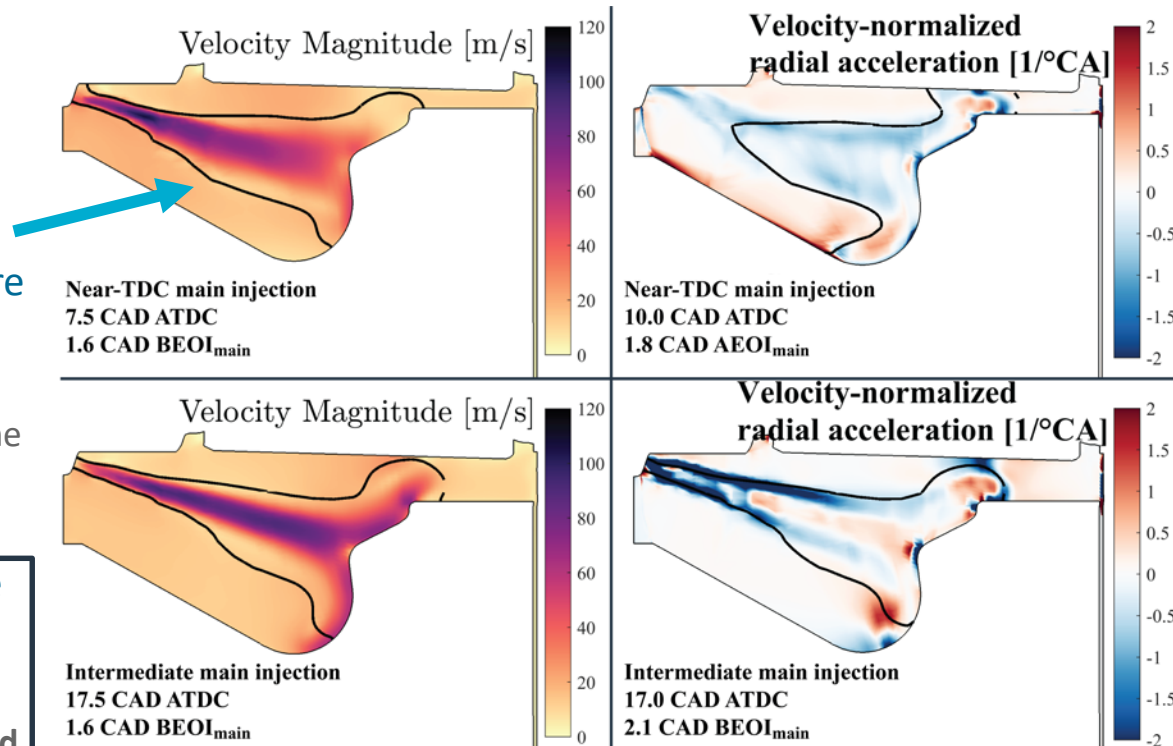 Velocity Magnitude [m/s]
120
100
80
60
40
20
0
Near-TDC main injection
7.5 CAD ATDC
1.6 CAD BEOImain
Velocity-normalized
radial acceleration [1/°CA]
2
1.5
1
0.5
0
-0.5
-1
-1.5
-2
Near-TDC main injection
10.0 CAD ATDC
1.8 CAD AEOImain
re
Velocity Magnitude [m/s]
120
100
80
60
40
20
0
Intermediate main injection
17.5 CAD ATDC
1.6 CAD BEOImain
Velocity-normalized
radial acceleration [1/°CA]
2
1.5
1
0.5
0
-0.5
-1
-1.5
-2
Intermediate main injection
17.0 CAD ATDC
2.1 CAD BEOImain
ne
d